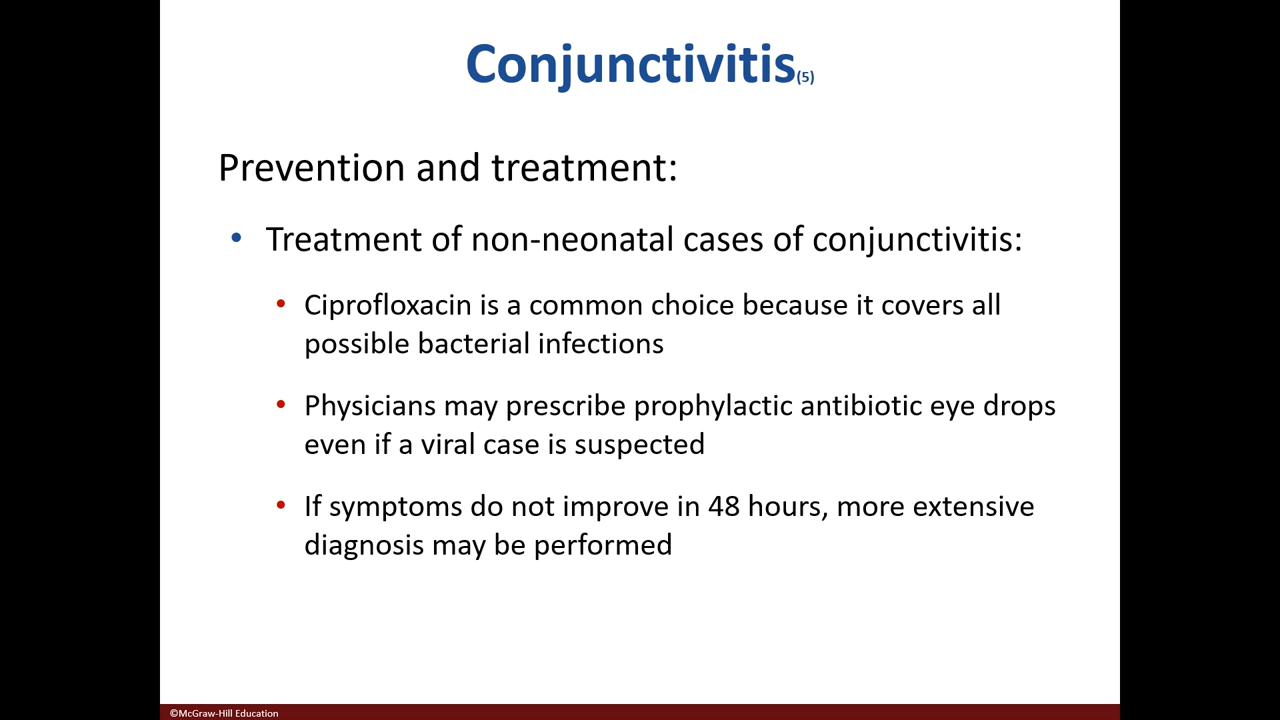 Conjunctivitis(5)
Prevention and treatment:
• Treatment of non-neonatal cases of conjunctivitis:
• Ciprofloxacin is a common choice because it covers all
possible bacterial infections
• Physicians may prescribe prophylactic antibiotic eye drops
even if a viral case is suspected
• If symptoms do not improve in 48 hours, more extensive
diagnosis may be performed
©McGraw-Hill Education